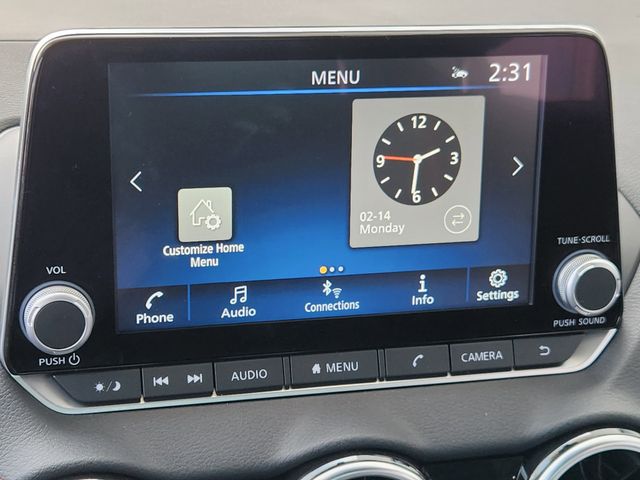 MENU
2:31
12
9
3
6
02-14
Monday
Customize Home
Menu
Phone
Audio
Connections
Info
Settings
VOL
PUSH
TUNE·SCROLL
PUSH SOUND
AUDIO
MENU
CAMERA